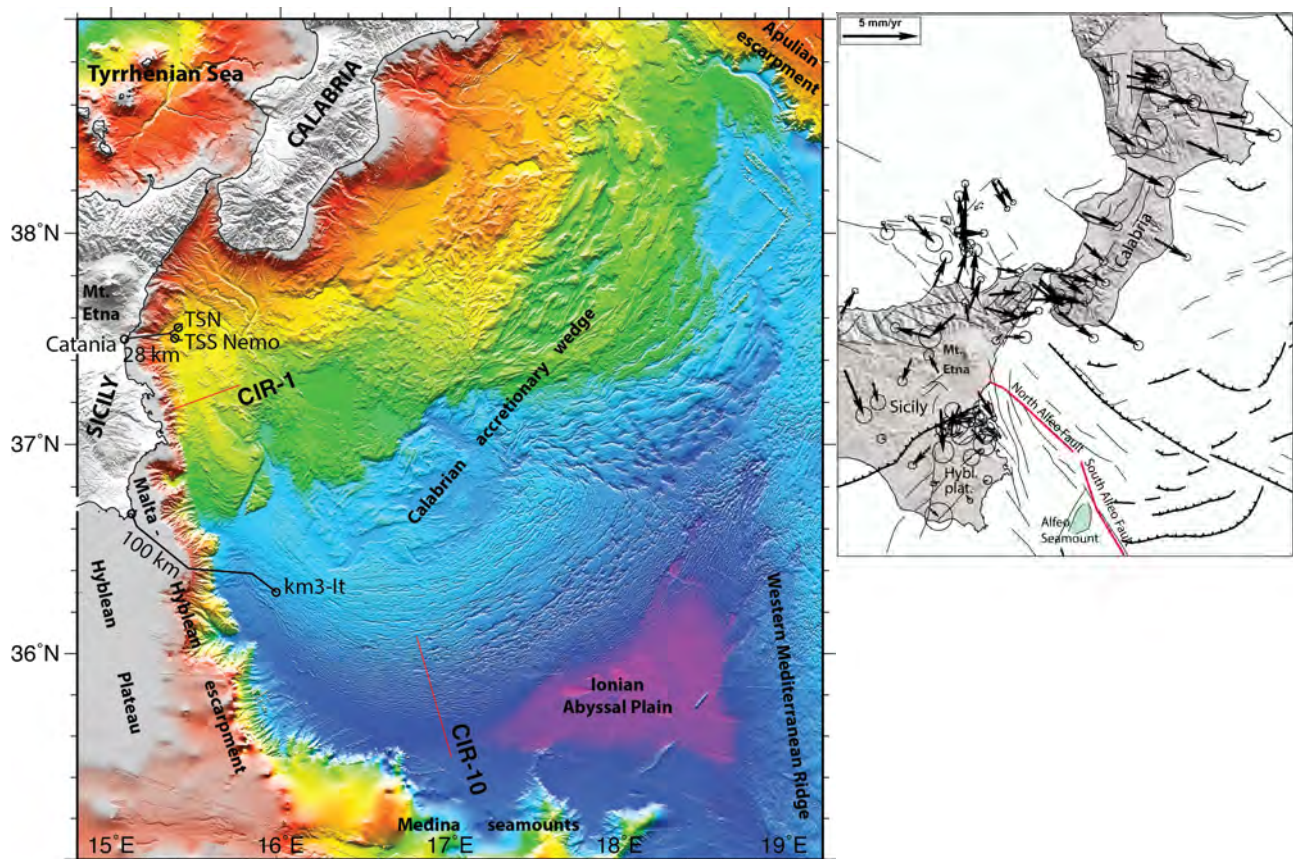 Tyrrhenian Sea
CALABRIA
Apulian
escarpment
38°N
Mt.
Etna
TSN
Catania
TSS Nemo
28 km
CIR-1
SICILY
37°N
Calabrian accretionary wedge
Malta -
100 km
km3-It
Hyblean
Hyblean
36°N
Plateau
escarpment
Ionian
Abyssal Plain
CIR-10
Western Mediterranean Ridge
Medina seamounts
15°E
16°E
17°E
18°E
19°E
5 mm/yr
Calabria
Mt.
Etna
Sicily
North Alfeo Fault
Hybl.
plat.
South Alfeo Fault
Alfeo
Seamount